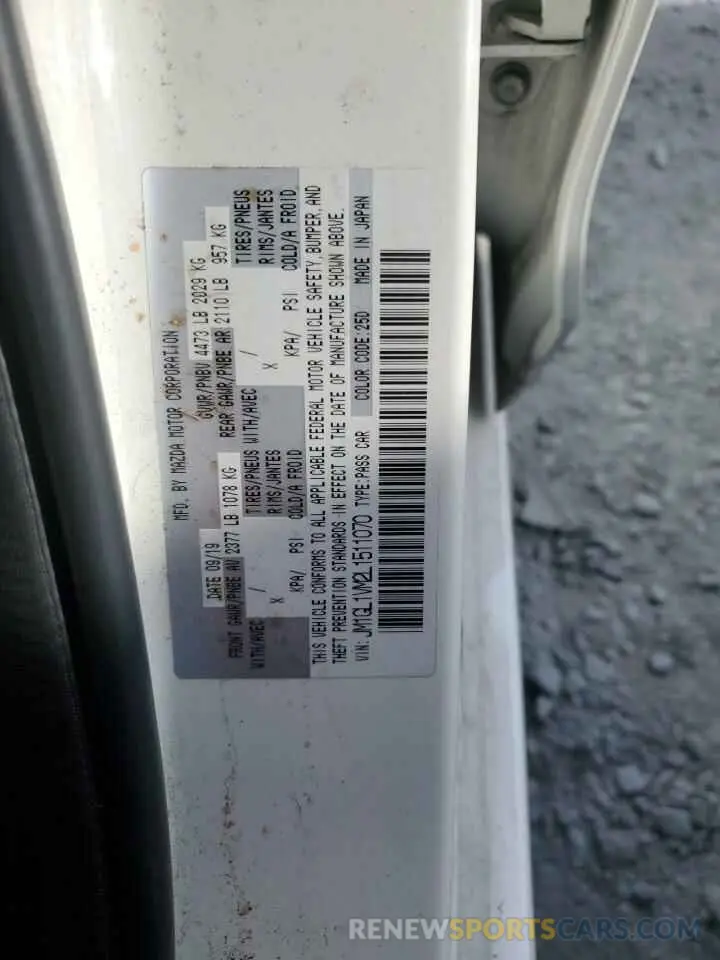 MFD. BY MAZDA MOTOR CORPORATION
DATE 09/19 GVWR/PNBV 4473 LB 2029 KG
FRONT GAWR/PNBE AV 2377 LB 1078 KG REAR GAWR/PNBE AR 2110 LB 957 KG
WITH/AVEC / TIRES/PNEUS WITH/AVEC / TIRES/PNEUS
X RIMS/JANTES X RIMS/JANTES
KPA/ PSI COLD/A FROID KPA/ PSI COLD/A FROID
THIS VEHICLE CONFORMS TO ALL APPLICABLE FEDERAL MOTOR VEHICLE SAFETY, BUMPER, AND
THEFT PREVENTION STANDARDS IN EFFECT ON THE DATE OF MANUFACTURE SHOWN ABOVE.
VIN: JM1GL1VM2L1511070 TYPE: PASS CAR COLOR CODE: 25D MADE IN JAPAN
RENEWSPORTSCARS.COM